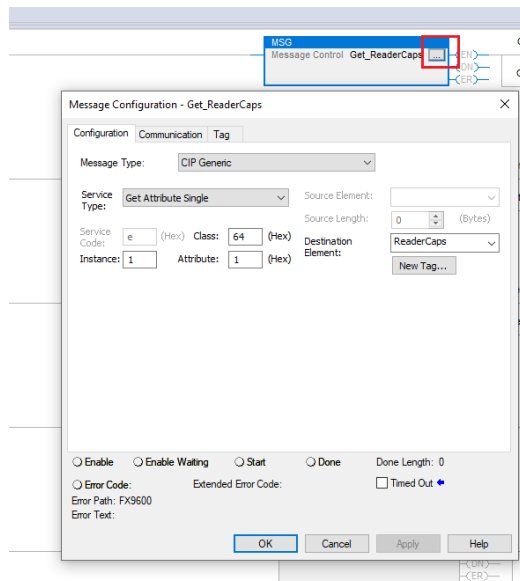 MSG
Message Control Get_ReaderCaps ...
EN
DN
ER
Message Configuration - Get_ReaderCaps
Configuration Communication Tag
Message Type: CIP Generic
Service Type: Get Attribute Single
Source Element:
Source Length: 0 (Bytes)
Service Code: e (Hex) Class: 64 (Hex)
Destination Element: ReaderCaps
Instance: 1 Attribute: 1 (Hex)
New Tag...
Enable Enable Waiting Start Done Done Length: 0
Error Code: Extended Error Code: Timed Out
Error Path: FX9600
Error Text:
OK Cancel Apply Help
DN
ER